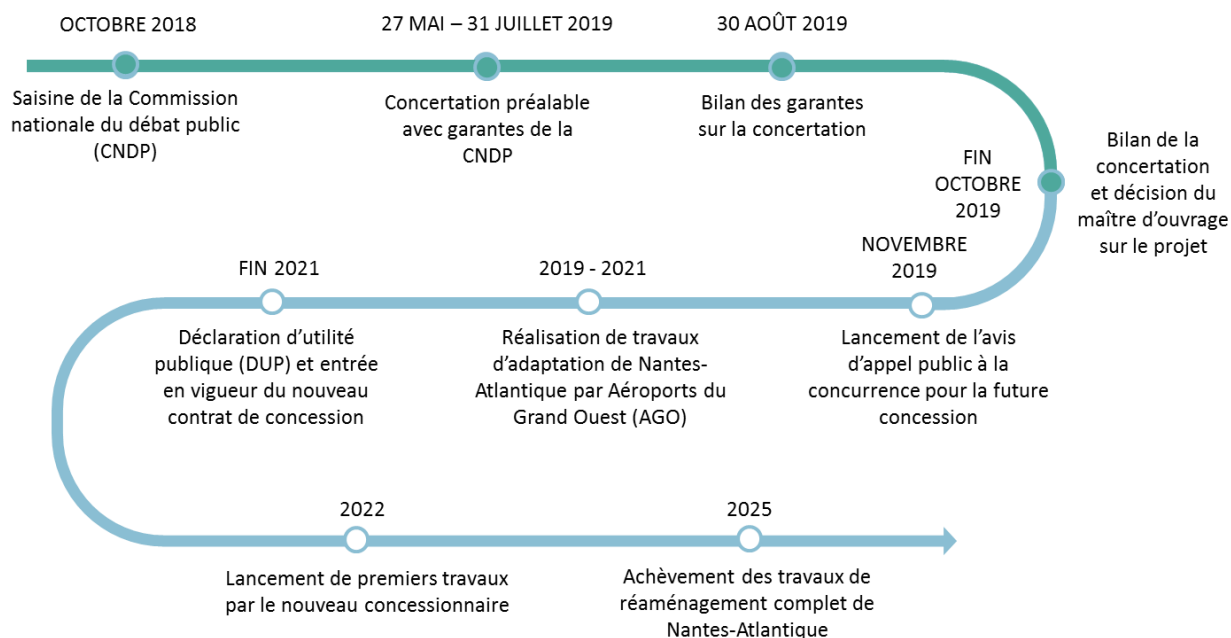 OCTOBRE 2018
Saisine de la Commission
nationale du débat public
(CNDP)
27 MAI – 31 JUILLET 2019
Concertation préalable
avec garantes de la
CNDP
30 AOÛT 2019
Bilan des garantes
sur la concertation
FIN
OCTOBRE
2019
Bilan de la
concertation
et décision du
maître d’ouvrage
sur le projet
NOVEMBRE
2019
Lancement de l’avis
d’appel public à la
concurrence pour la future
concession
2019 - 2021
Réalisation de travaux
d’adaptation de Nantes-
Atlantique par Aéroports du
Grand Ouest (AGO)
FIN 2021
Déclaration d’utilité
publique (DUP) et entrée
en vigueur du nouveau
contrat de concession
2022
Lancement de premiers travaux
par le nouveau concessionnaire
2025
Achèvement des travaux de
réaménagement complet de
Nantes-Atlantique